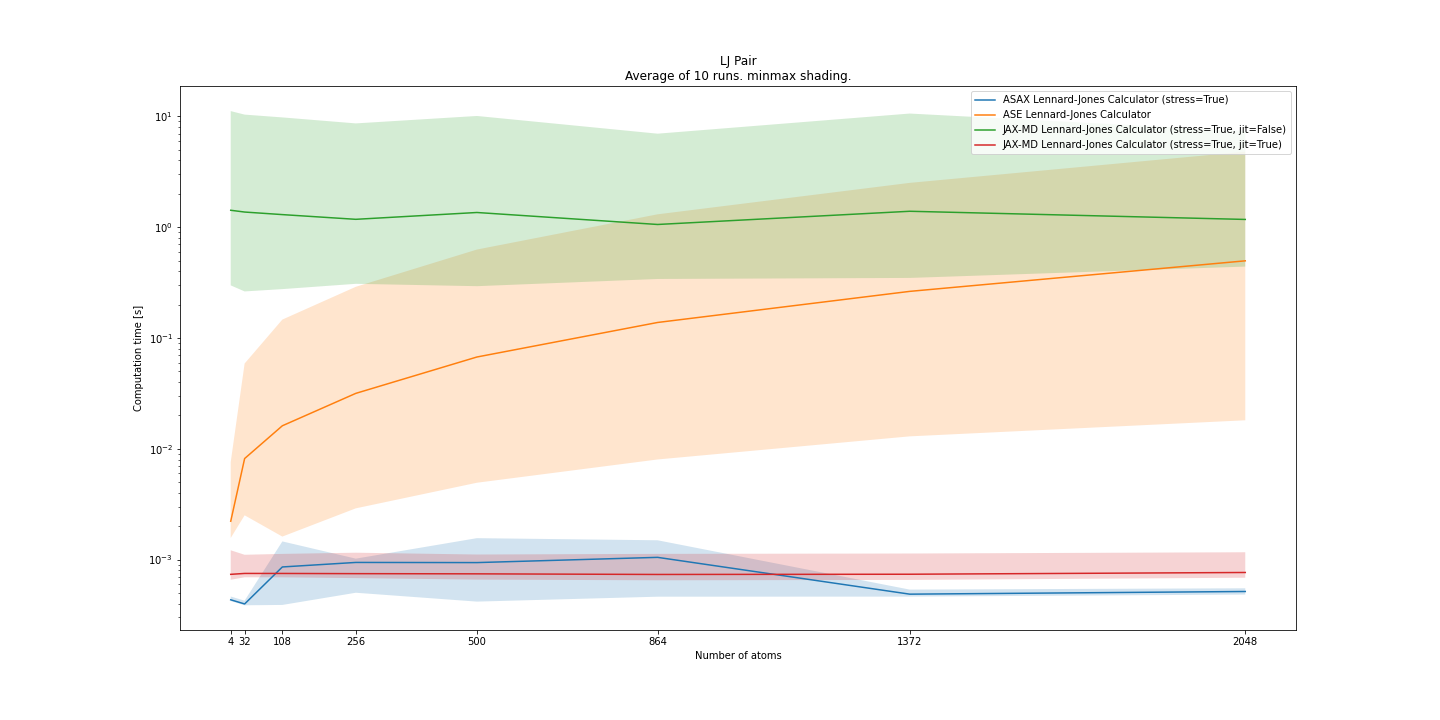 LJ Pair
Average of 10 runs. minmax shading.
ASAX Lennard-Jones Calculator (stress=True)
ASE Lennard-Jones Calculator
JAX-MD Lennard-Jones Calculator (stress=True, jit=False)
JAX-MD Lennard-Jones Calculator (stress=True, jit=True)
Computation time [s]
10¹
10⁰
10⁻¹
10⁻²
10⁻³
4 32 108 256 500 864 1372 2048
Number of atoms